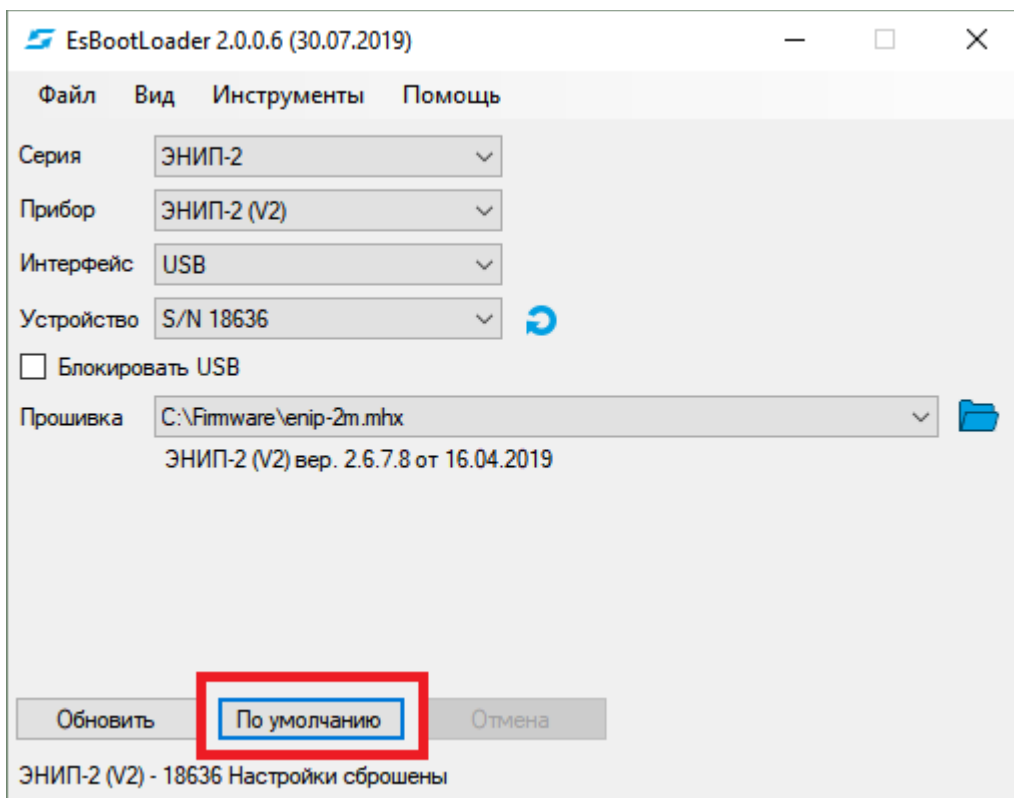 EsBootLoader 2.0.0.6 (30.07.2019)
Файл Вид Инструменты Помощь
Серия ЭНИП-2
Прибор ЭНИП-2 (V2)
Интерфейс USB
Устройство S/N 18636
Блокировать USB
Прошивка C:\Firmware\enip-2m.mhx
ЭНИП-2 (V2) вер. 2.6.7.8 от 16.04.2019
Обновить По умолчанию Отмена
ЭНИП-2 (V2) - 18636 Настройки сброшены